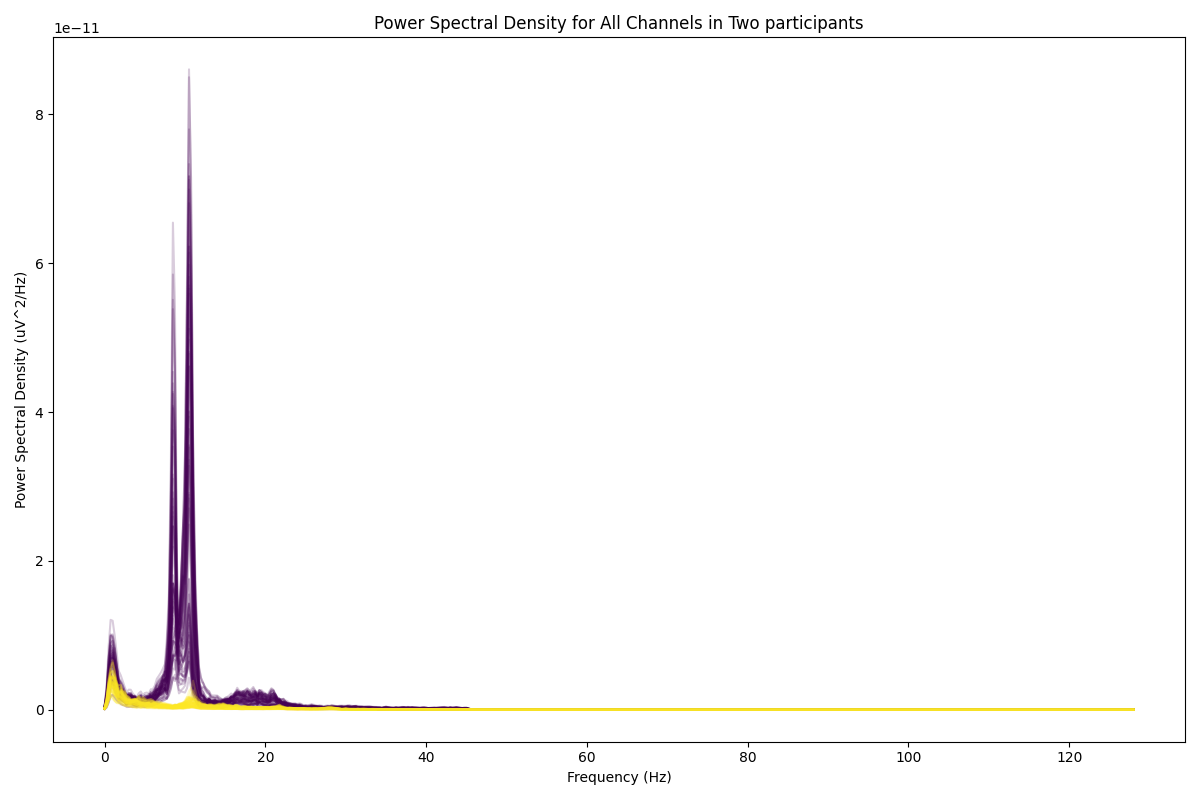 Power Spectral Density for All Channels in Two participants
1e−11
8
6
4
2
0
Power Spectral Density (uV^2/Hz)
0 20 40 60 80 100 120
Frequency (Hz)